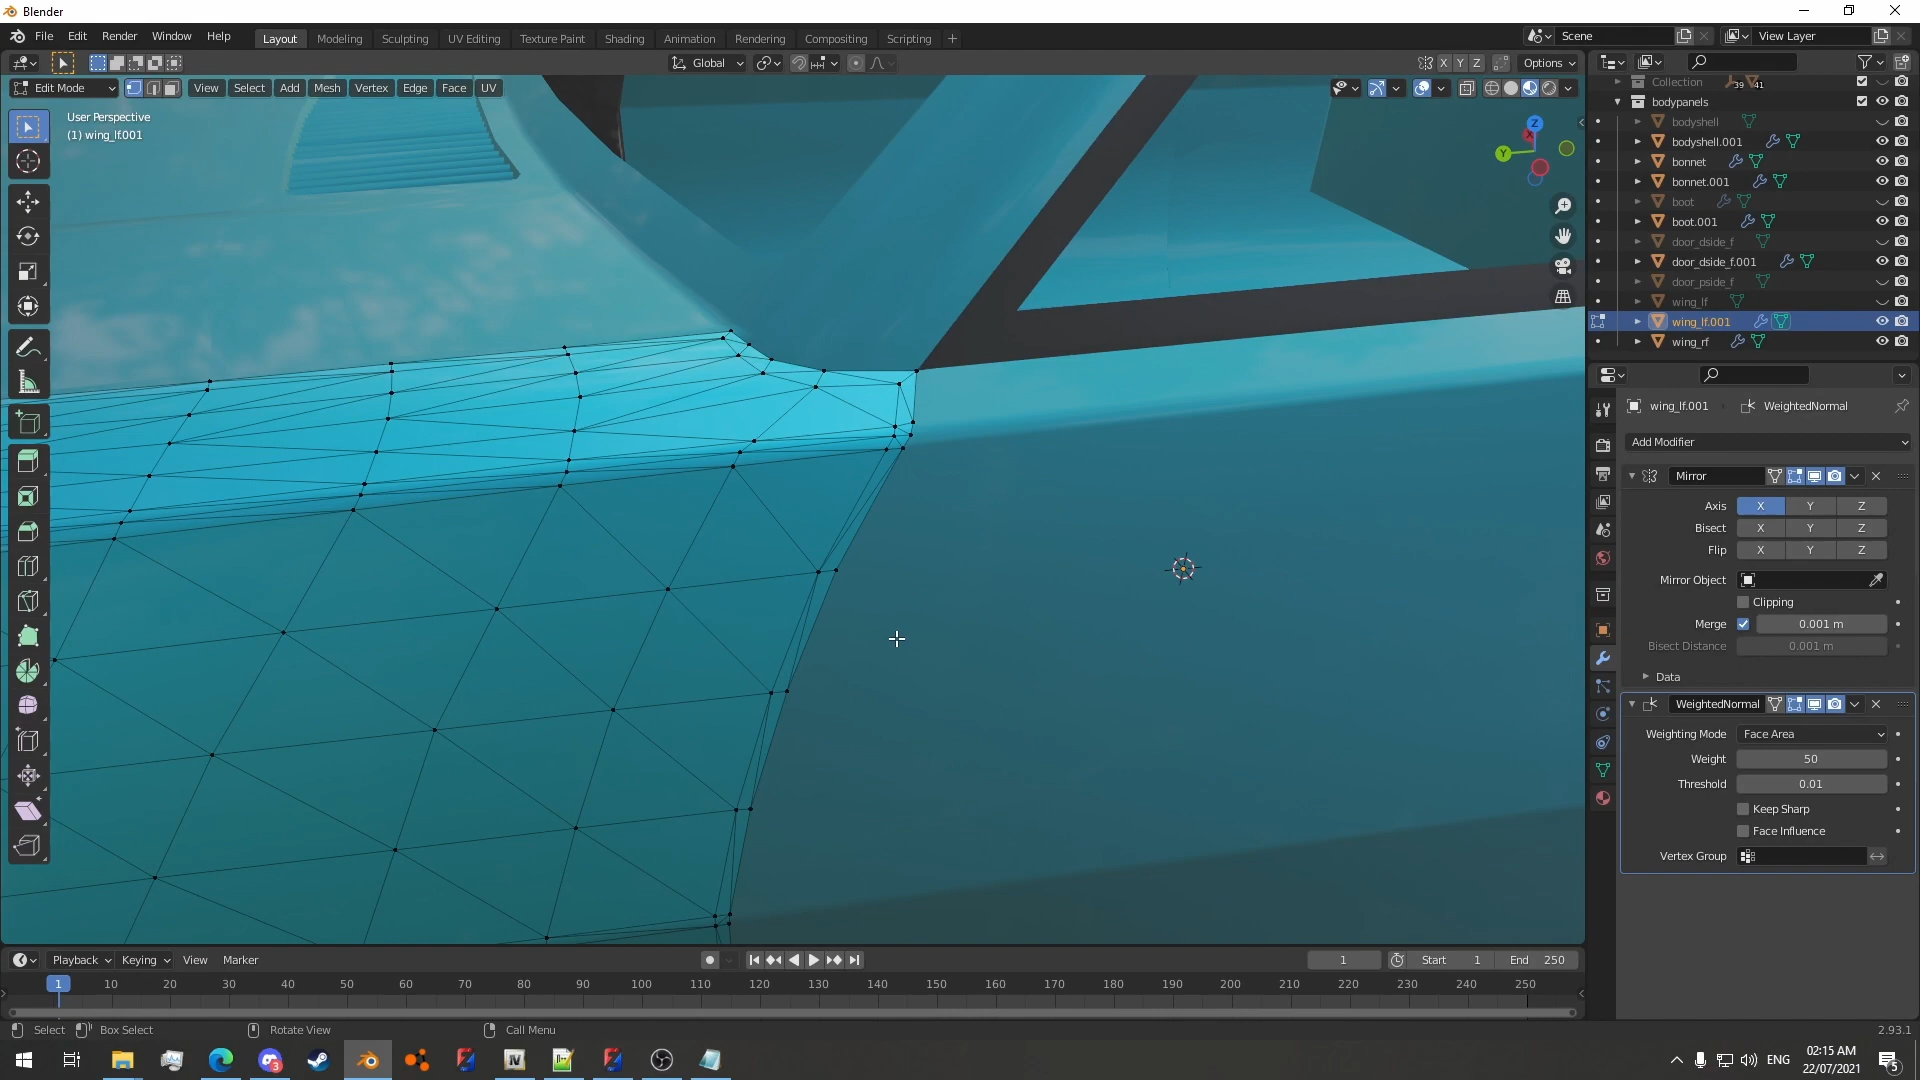 Blender
File Edit Render Window Help Layout Modeling Sculpting UV Editing Texture Paint Shading Animation Rendering Compositing Scripting + Scene View Layer
Global X Y Z Options
Edit Mode View Select Add Mesh Vertex Edge Face UV
User Perspective
(1) wing_lf.001
Z
X
Y
Collection 39 41
bodypanels
bodyshell
bodyshell.001
bonnet
bonnet.001
boot
boot.001
door_dside_f
door_dside_f.001
door_pside_f
wing_lf
wing_lf.001
wing_rf
wing_lf.001 WeightedNormal
Add Modifier
Mirror
Axis X Y Z
Bisect X Y Z
Flip X Y Z
Mirror Object
Clipping
Merge 0.001 m
Bisect Distance 0.001 m
Data
WeightedNormal
Weighting Mode Face Area
Weight 50
Threshold 0.01
Keep Sharp
Face Influence
Vertex Group
Playback Keying View Marker 1 Start 1 End 250
1 10 20 30 40 50 60 70 80 90 100 110 120 130 140 150 160 170 180 190 200 210 220 230 240 250
Select Box Select Rotate View Call Menu 2.93.1
3 IV ENG 02:15 AM
22/07/2021 5